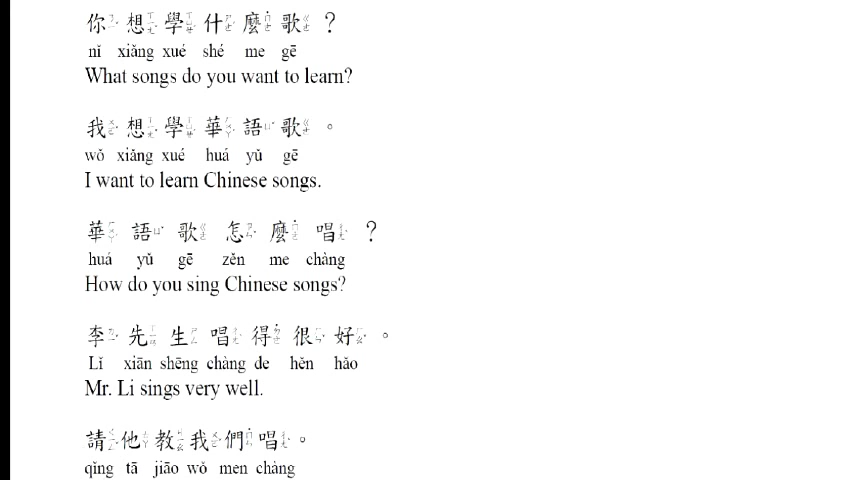 你想學什麼歌？
nǐ xiǎng xué shé me gē
What songs do you want to learn?
我想學華語歌。
wǒ xiǎng xué huá yǔ gē
I want to learn Chinese songs.
華語歌怎麼唱？
huá yǔ gē zěn me chàng
How do you sing Chinese songs?
李先生唱得很好。
Lǐ xiān shēng chàng de hěn hǎo
Mr. Li sings very well.
請他教我們唱。
qǐng tā jiāo wǒ men chàng